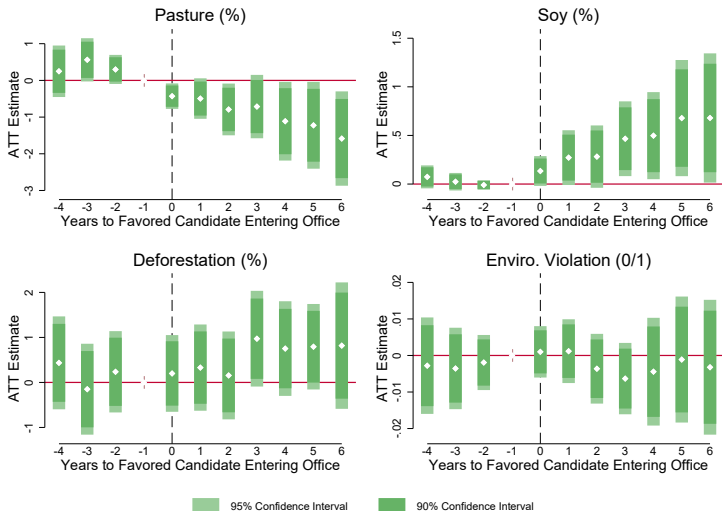 Pasture (%)
ATT Estimate
1
0
-1
-2
-3
-4 -3 -2 -1 0 1 2 3 4 5 6
Years to Favored Candidate Entering Office
Soy (%)
ATT Estimate
1.5
1
.5
0
-4 -3 -2 -1 0 1 2 3 4 5 6
Years to Favored Candidate Entering Office
Deforestation (%)
ATT Estimate
2
1
0
-1
-4 -3 -2 -1 0 1 2 3 4 5 6
Years to Favored Candidate Entering Office
Enviro. Violation (0/1)
ATT Estimate
.02
.01
0
-.01
-.02
-4 -3 -2 -1 0 1 2 3 4 5 6
Years to Favored Candidate Entering Office
95% Confidence Interval
90% Confidence Interval